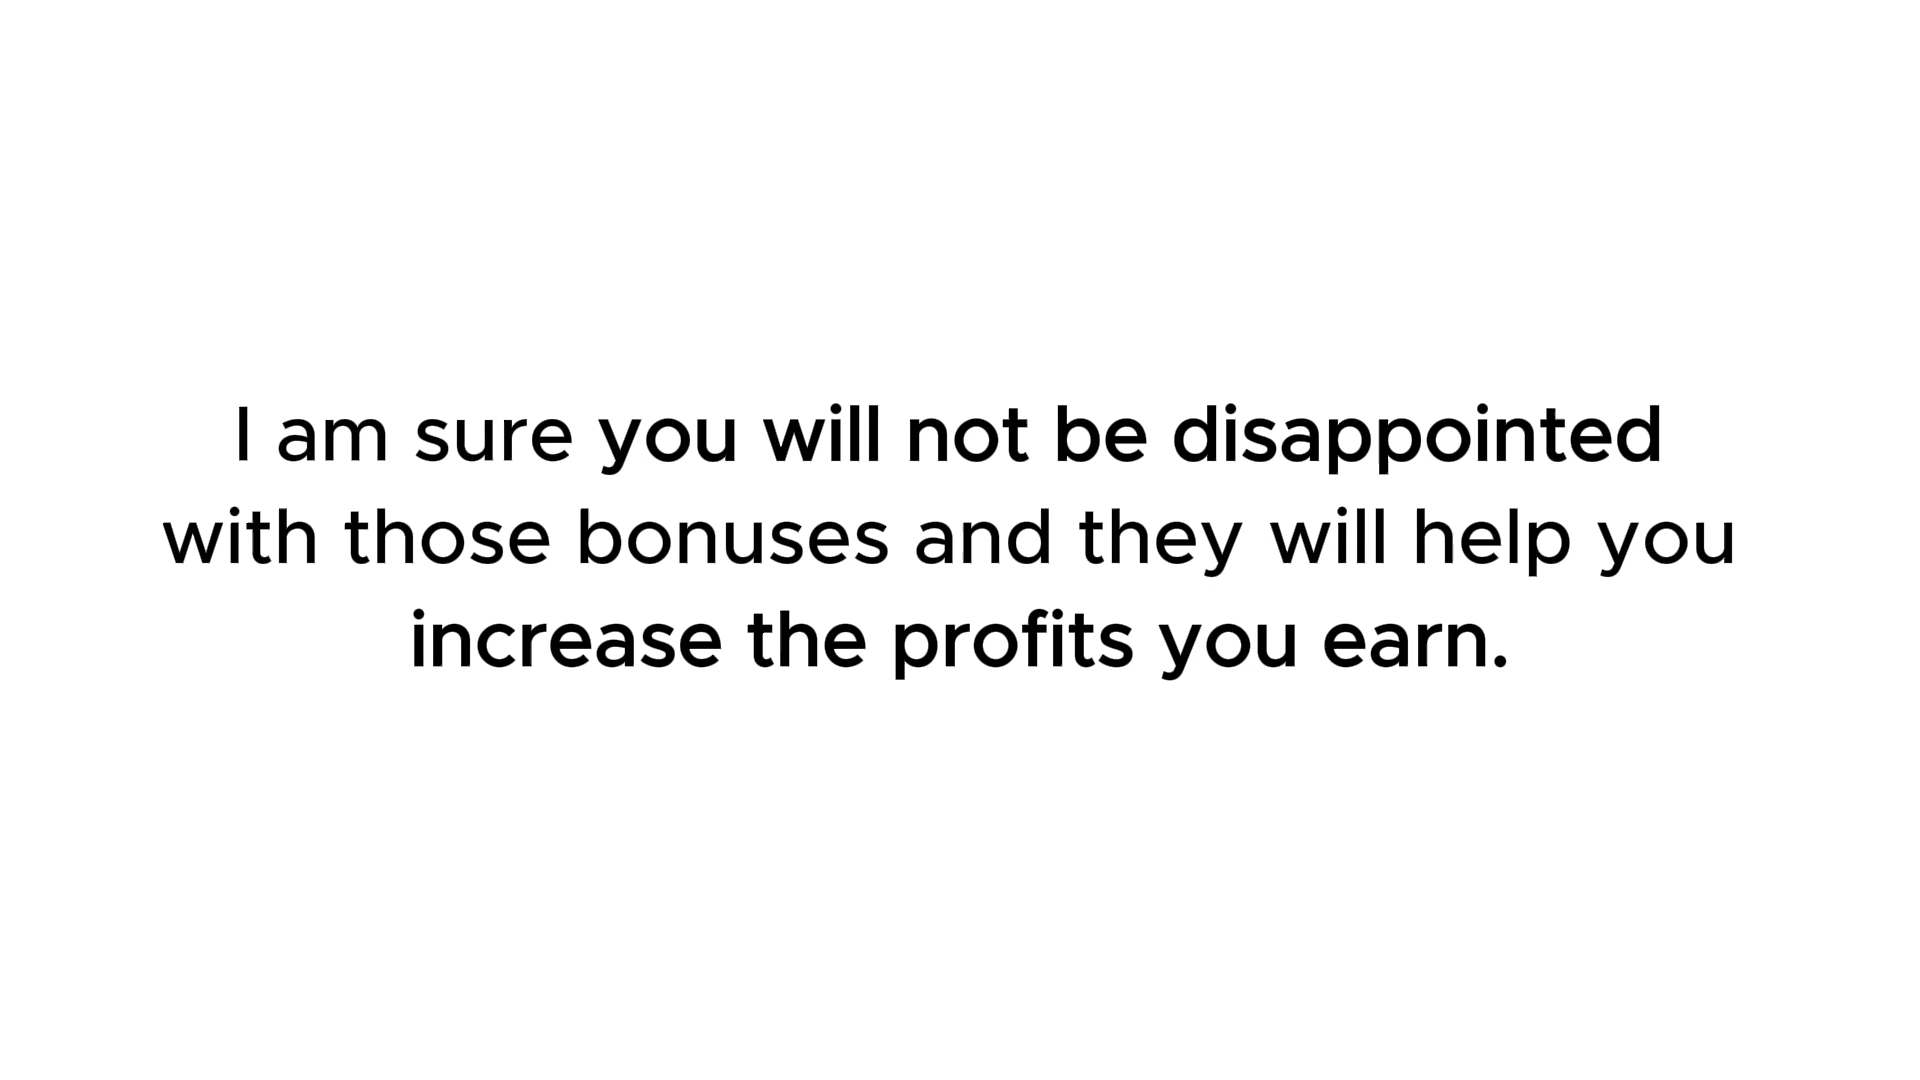 I am sure you will not be disappointed
with those bonuses and they will help you
increase the profits you earn.